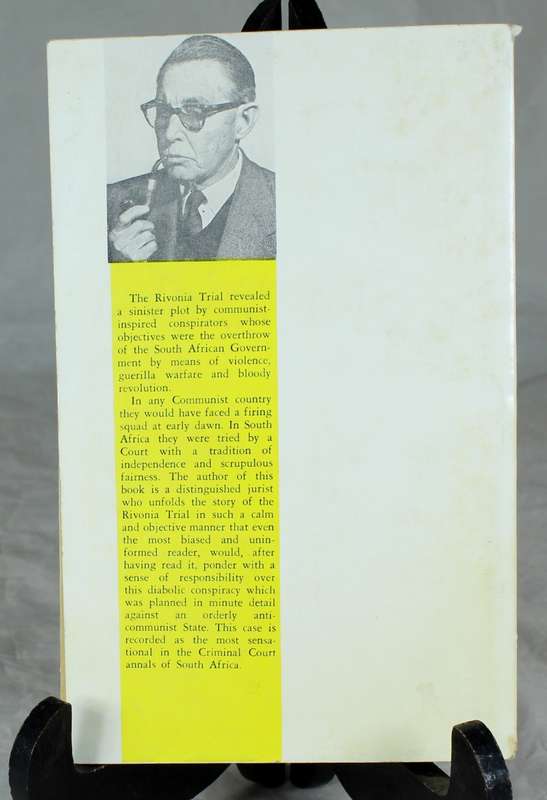 The Rivonia Trial revealed
a sinister plot by communist-
inspired conspirators whose
objectives were the overthrow
of the South African Govern-
ment by means of violence,
guerilla warfare and bloody
revolution.
In any Communist country
they would have faced a firing
squad at early dawn. In South
Africa they were tried by a
Court with a tradition of
independence and scrupulous
fairness. The author of this
book is a distinguished jurist
who unfolds the story of the
Rivonia Trial in such a calm
and objective manner that even
the most biased and unin-
formed reader, would, after
having read it, ponder with a
sense of responsibility over
this diabolic conspiracy which
was planned in minute detail
against an orderly anti-
communist State. This case is
recorded as the most sensa-
tional in the Criminal Court
annals of South Africa.